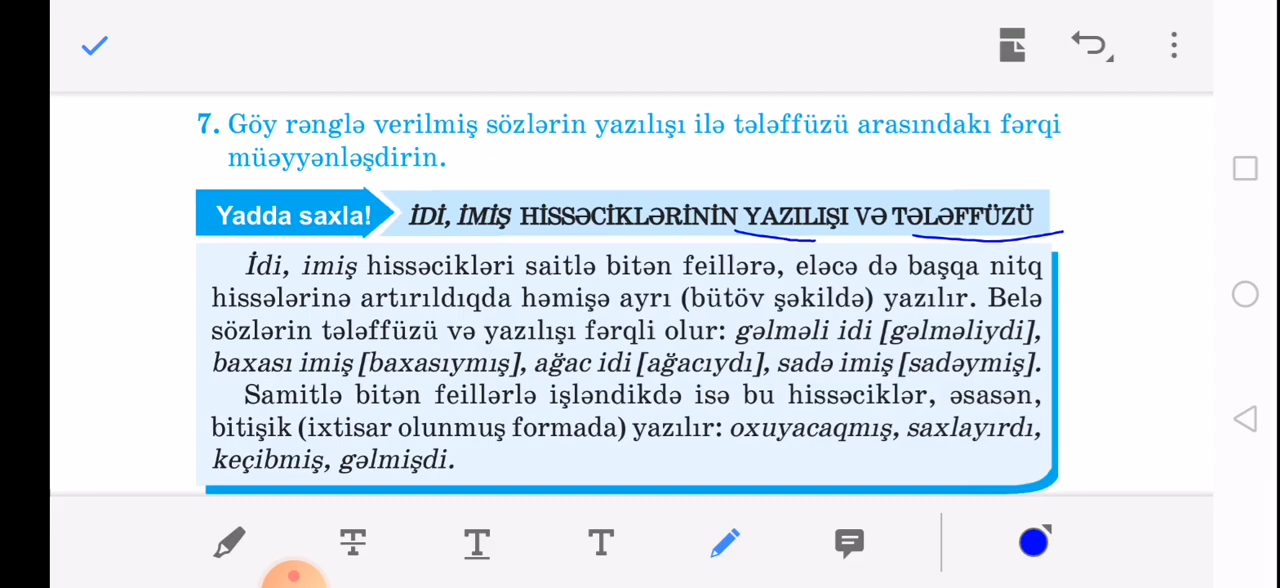 7. Göy rənglə verilmiş sözlərin yazılışı ilə tələffüzü arasındakı fərqi
müəyyənləşdirin.
Yadda saxla! İDİ, İMİŞ HİSSƏCİKLƏRİNİN YAZILIŞI VƏ TƏLƏFFÜZÜ
İdi, imiş hissəcikləri saitlə bitən feillərə, eləcə də başqa nitq
hissələrinə artırıldıqda həmişə ayrı (bütöv şəkildə) yazılır. Belə
sözlərin tələffüzü və yazılışı fərqli olur: gəlməli idi [gəlməliydi],
baxası imiş [baxasıymış], ağac idi [ağacıydı], sadə imiş [sadəymiş].
Samitlə bitən feillərlə işləndikdə isə bu hissəciklər, əsasən,
bitişik (ixtisar olunmuş formada) yazılır: oxuyacaqmış, saxlayırdı,
keçibmiş, gəlmişdi.
T T T